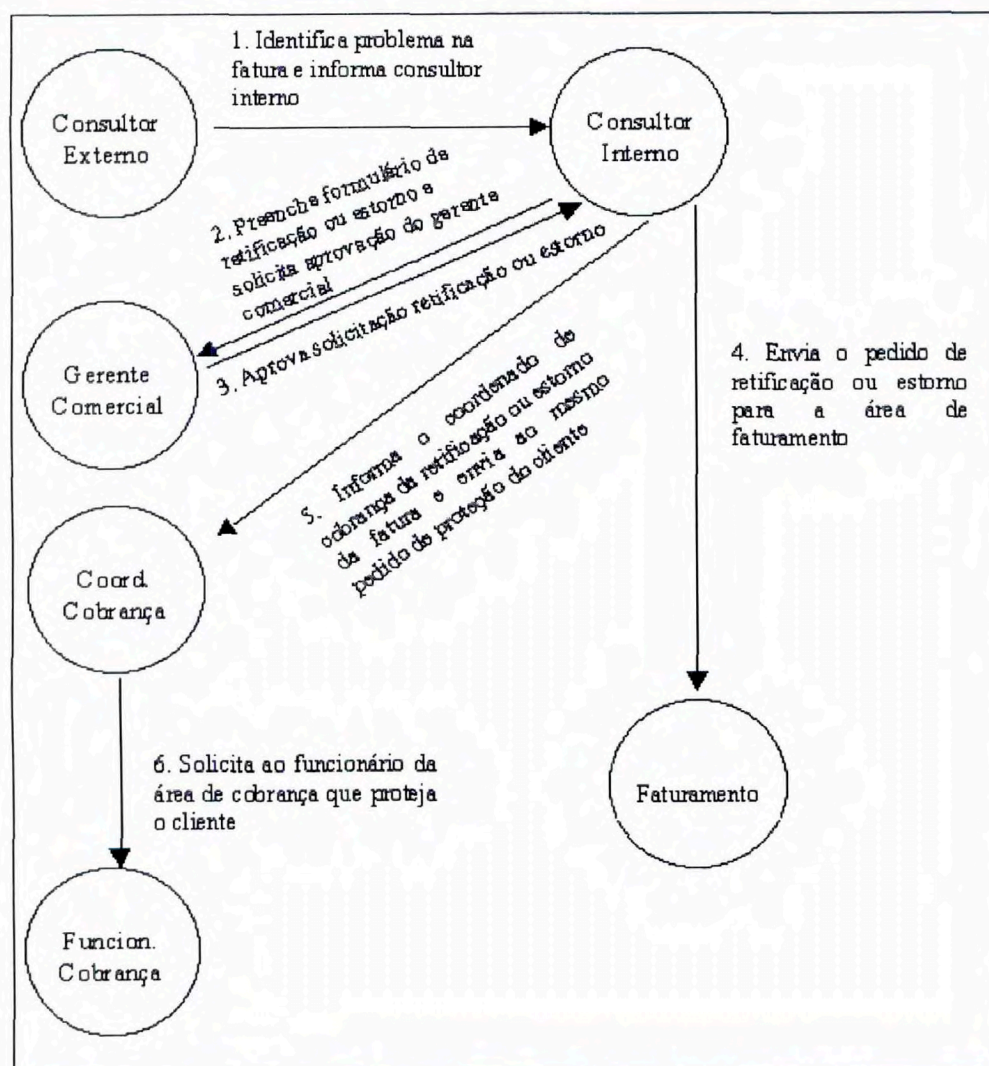 1. Identifica problema na
fatura e informa consultor
interno
Consultor
Externo
Consultor
Interno
2. Preenche formulário de
retificação ou estorno e
solicita aprovação do gerente
comercial
3. Aprova solicitação retificação ou estorno
Gerente
Comercial
4. Envia o pedido de
retificação ou estorno
para a área de
faturamento
5. Informa o coordenado de
cobrança da retificação ou estorno
da fatura e envia ao mesmo
pedido de proteção do cliente
Coord.
Cobrança
6. Solicita ao funcionário da
área de cobrança que proteja
o cliente
Faturamento
Funcion.
Cobrança